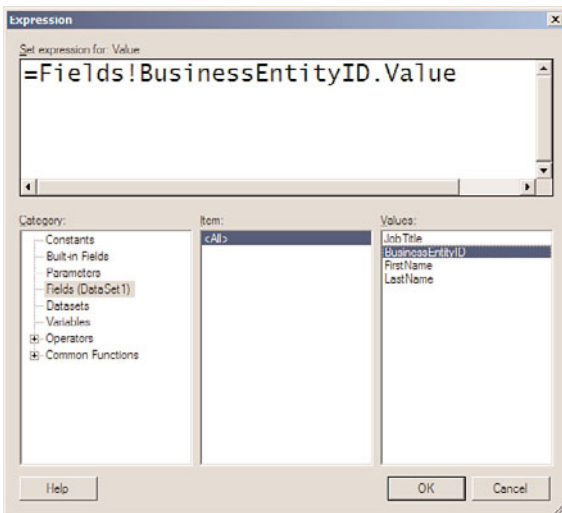 Expression
Set expression for: Value
=Fields!BusinessEntityID.Value
Category:
Item:
Values:
Constants
Built-in Fields
Parameters
Fields (DataSet1)
Datasets
Variables
Operators
Common Functions
<All>
JobTitle
BusinessEntityID
FirstName
LastName
Help
OK
Cancel